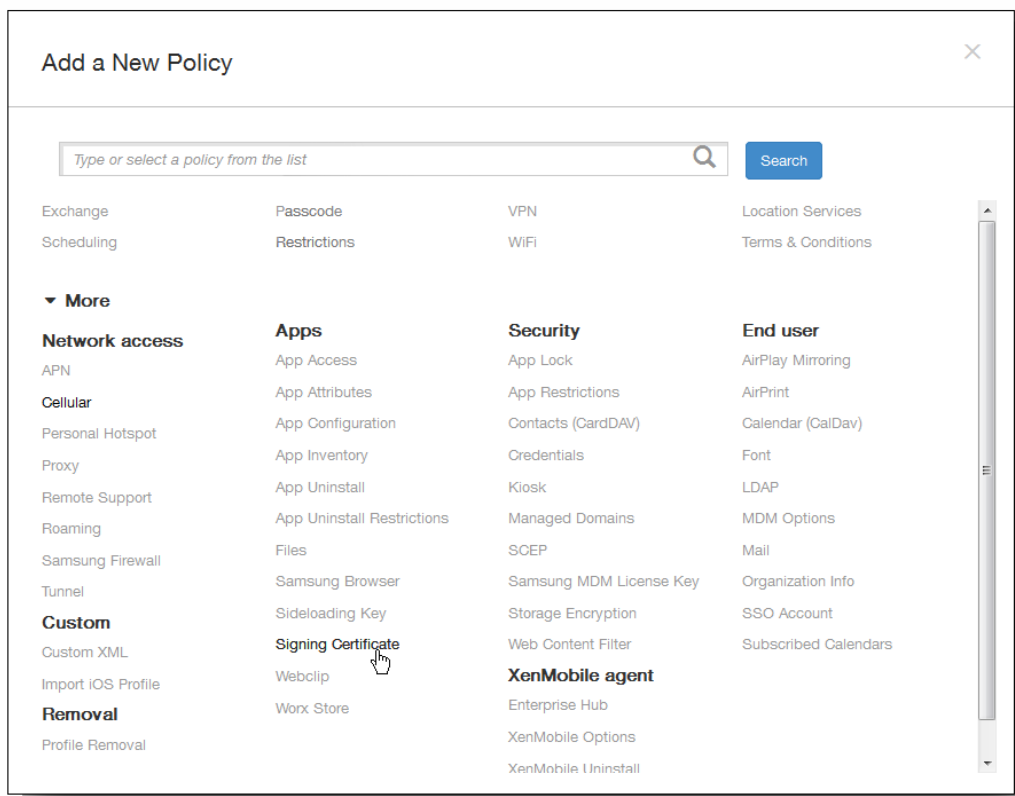 Add a New Policy
Type or select a policy from the list
Search
Exchange
Passcode
VPN
Location Services
Scheduling
Restrictions
WiFi
Terms & Conditions
More
Network access
APN
Cellular
Personal Hotspot
Proxy
Remote Support
Roaming
Samsung Firewall
Tunnel
Custom
Custom XML
Import iOS Profile
Removal
Profile Removal
Apps
App Access
App Attributes
App Configuration
App Inventory
App Uninstall
App Uninstall Restrictions
Files
Samsung Browser
Sideloading Key
Signing Certificate
Webclip
Worx Store
Security
App Lock
App Restrictions
Contacts (CardDAV)
Credentials
Kiosk
Managed Domains
SCEP
Samsung MDM License Key
Storage Encryption
Web Content Filter
XenMobile agent
Enterprise Hub
XenMobile Options
XenMobile Uninstall
End user
AirPlay Mirroring
AirPrint
Calendar (CalDav)
Font
LDAP
MDM Options
Mail
Organization Info
SSO Account
Subscribed Calendars